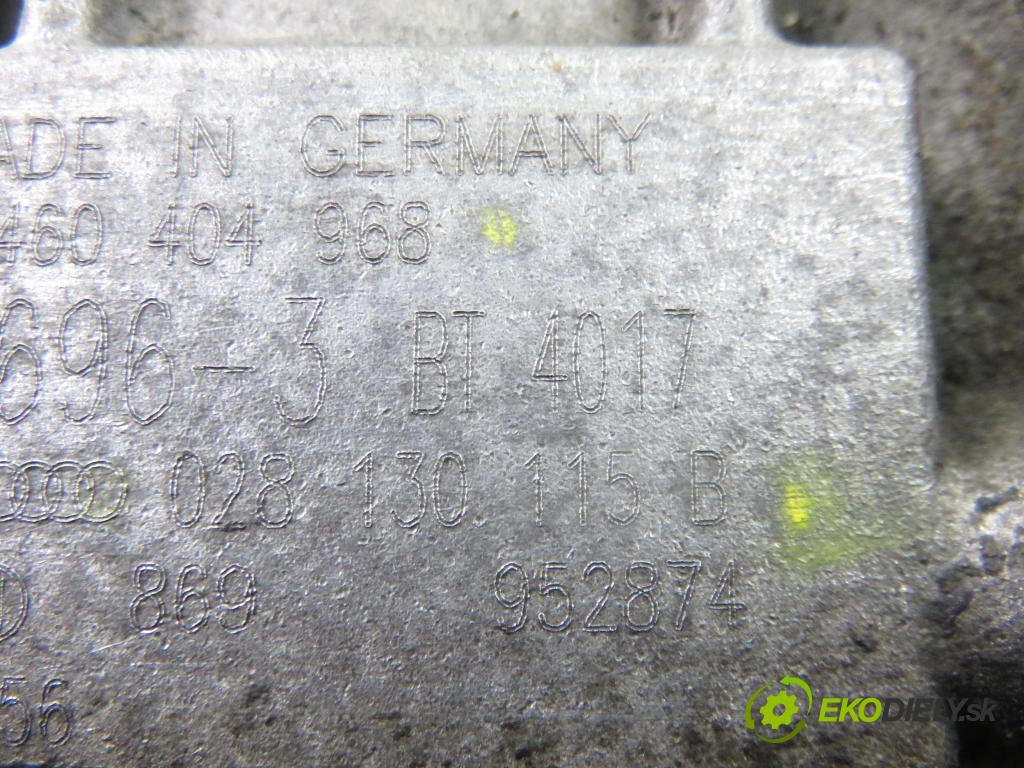 ADE IN GERMANY
460 404 968
696-3 BT 4017
028 130 115 B
D 869 952874
56
EKODIELY.sk